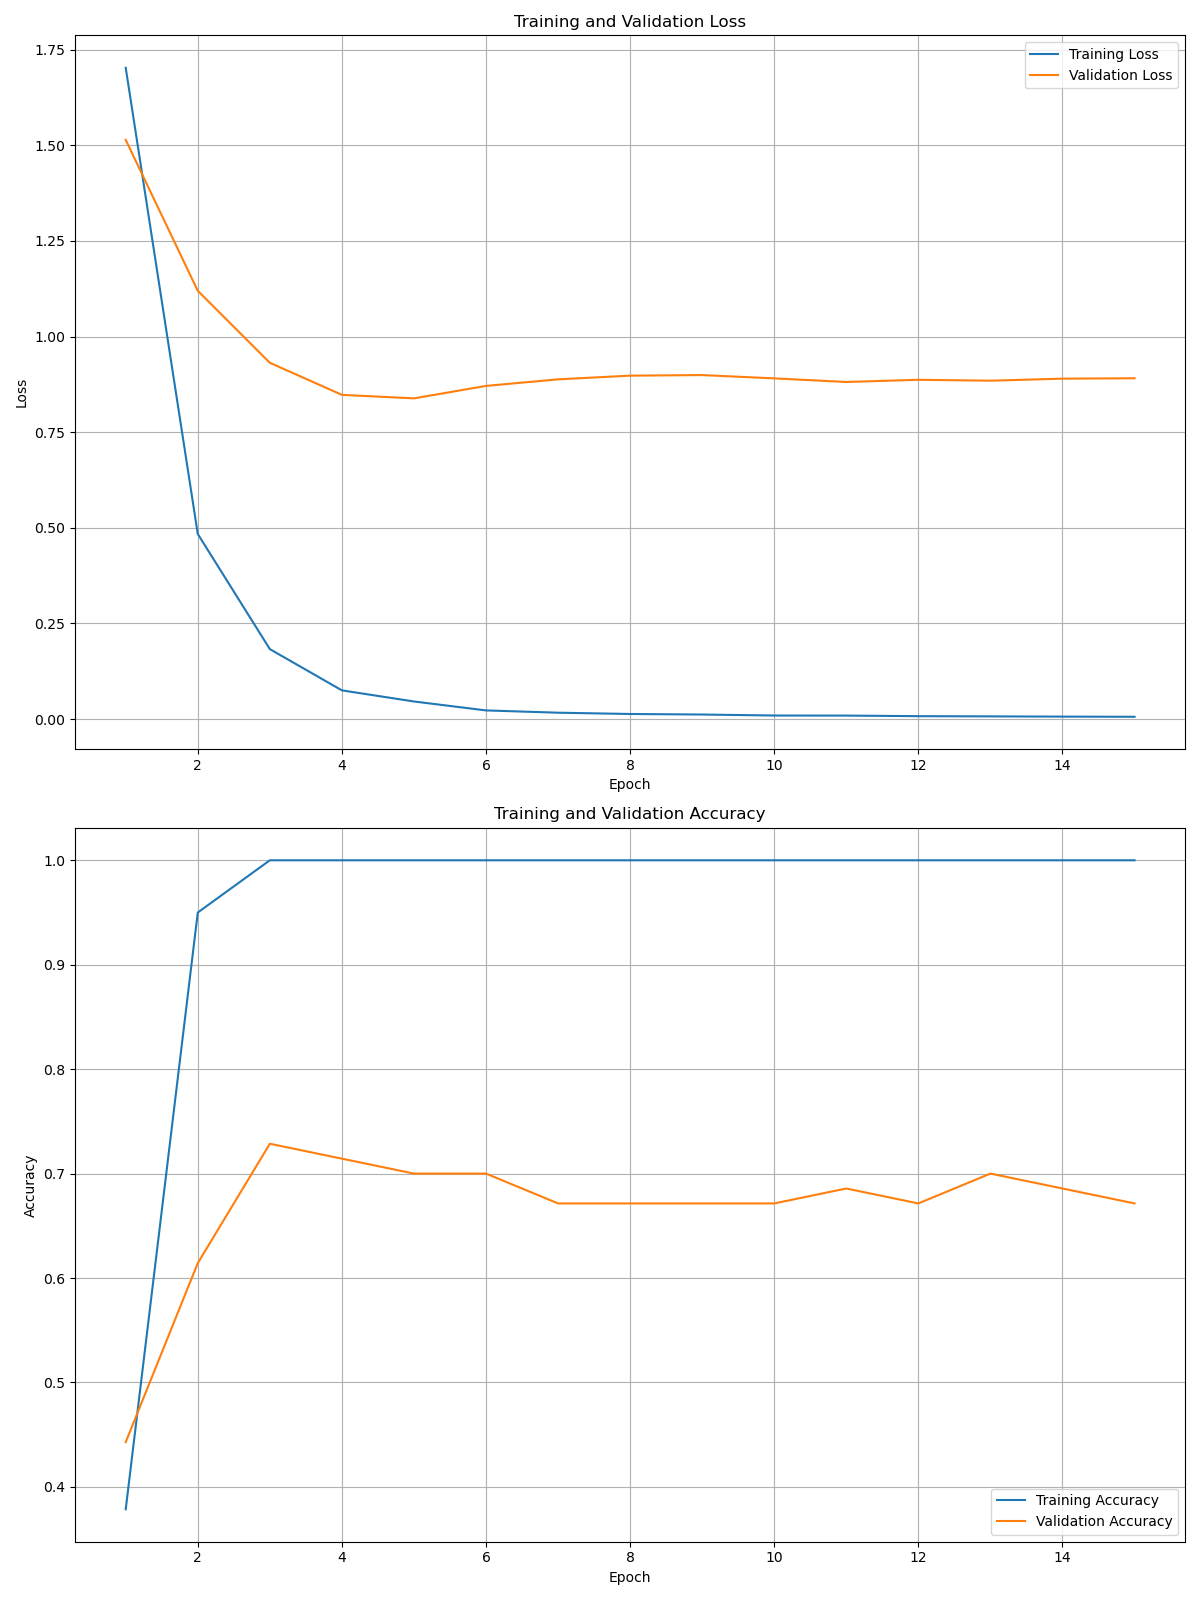 Training and Validation Loss
Training Loss
Validation Loss
1.75
1.50
1.25
1.00
0.75
0.50
0.25
0.00
Loss
2 4 6 8 10 12 14
Epoch
Training and Validation Accuracy
1.0
0.9
0.8
0.7
0.6
0.5
0.4
Accuracy
Training Accuracy
Validation Accuracy
2 4 6 8 10 12 14
Epoch